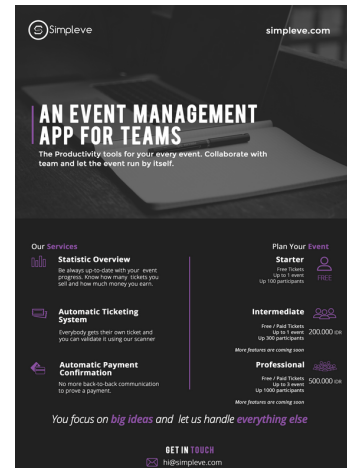 Simpleve
simpleve.com
AN EVENT MANAGEMENT
APP FOR TEAMS
The Productivity tools for your every event. Collaborate with
team and let the event run by itself.
Our Services
Statistic Overview
Be always up-to-date with your event
progress. Know how many tickets you
sell and how much money you earn.
Automatic Ticketing
System
Everybody gets their own ticket and
you can validate it using our scanner
Automatic Payment
Confirmation
No more back-to-back communication
to prove a payment.
Plan Your Event
Starter
Free Tickets
Up to 1 event
Up 100 participants
FREE
Intermediate
Free / Paid Tickets
Up to 1 event
Up 300 participants
200.000 IDR
More features are coming soon
Professional
Free / Paid Tickets
Up to 3 event
Up 1000 participants
500.000 IDR
More features are coming soon
You focus on big ideas and let us handle everything else
GET IN TOUCH
hi@simpleve.com